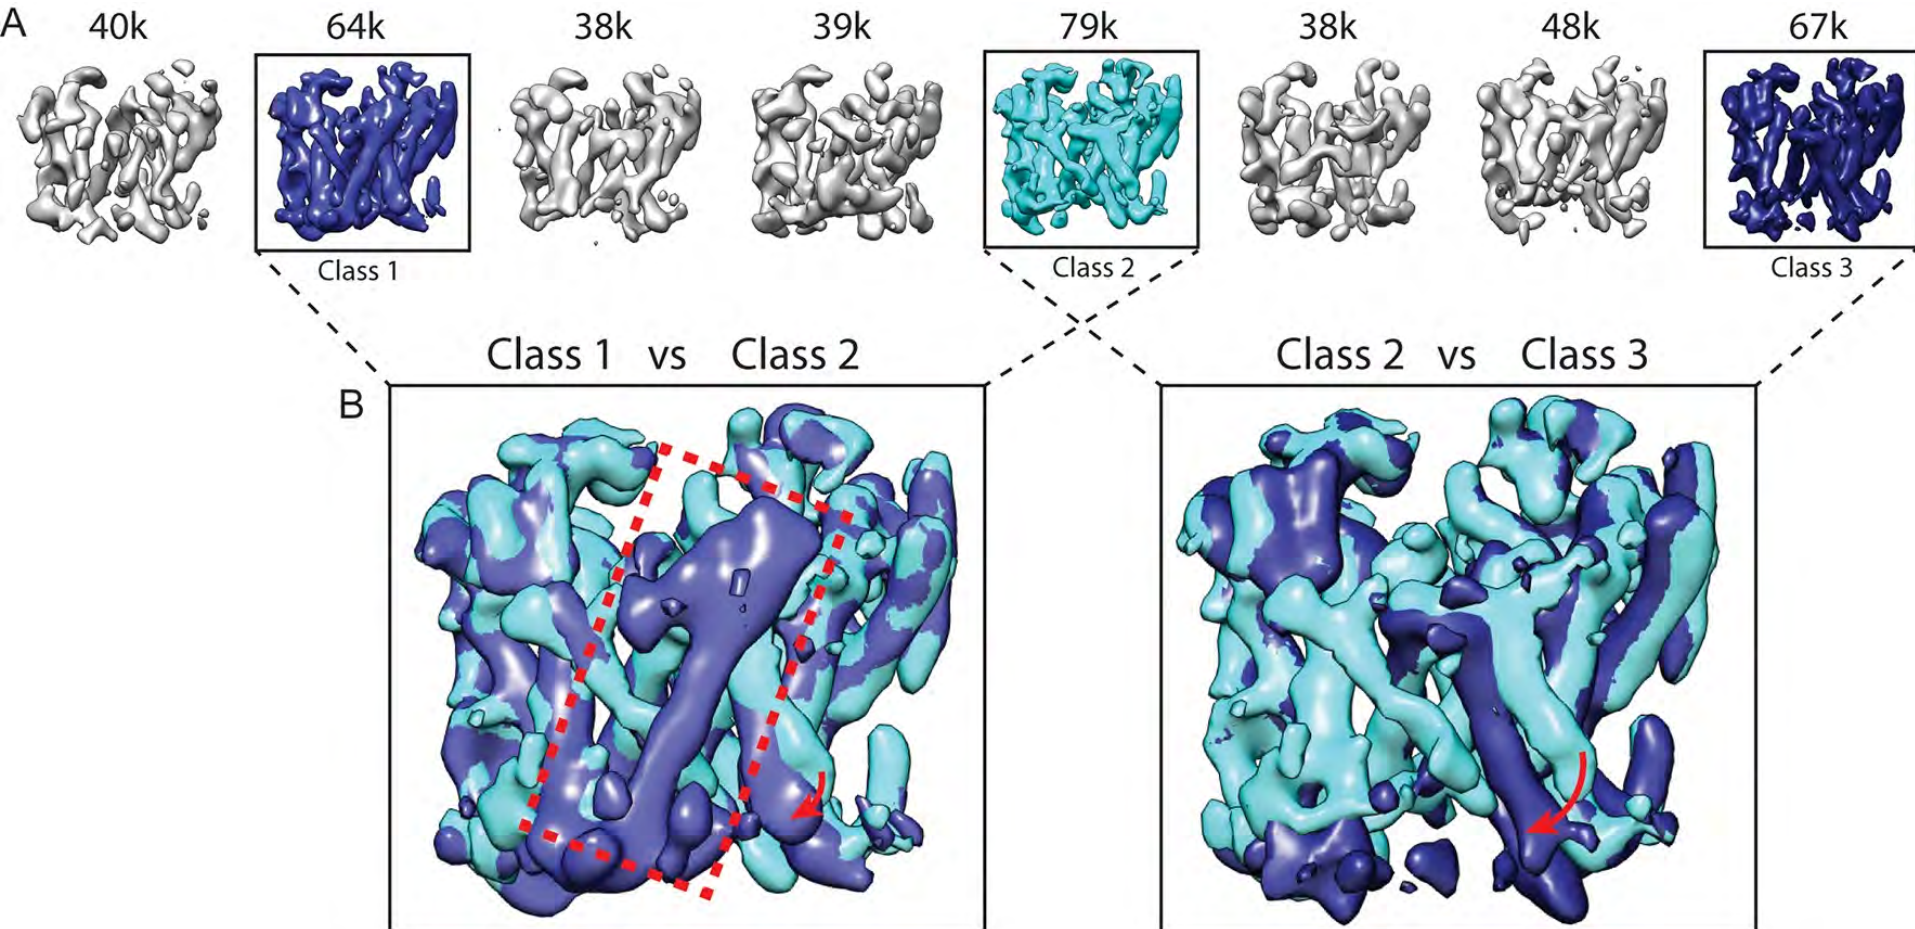 A 40k 64k 38k 39k 79k 38k 48k 67k
Class 1 Class 2 Class 3
Class 1 vs Class 2 Class 2 vs Class 3
B